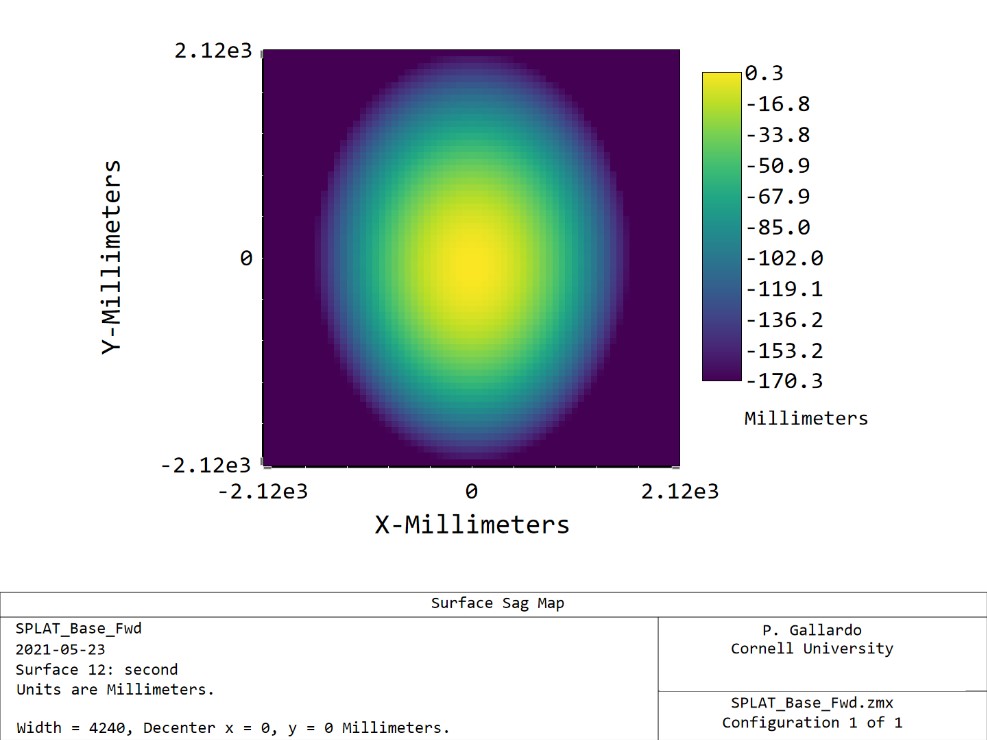 2.12e3
0
-2.12e3
Y-Millimeters
-2.12e3 0 2.12e3
X-Millimeters
0.3
-16.8
-33.8
-50.9
-67.9
-85.0
-102.0
-119.1
-136.2
-153.2
-170.3
Millimeters
Surface Sag Map
SPLAT_Base_Fwd
2021-05-23
Surface 12: second
Units are Millimeters.
Width = 4240, Decenter x = 0, y = 0 Millimeters.
P. Gallardo
Cornell University
SPLAT_Base_Fwd.zmx
Configuration 1 of 1